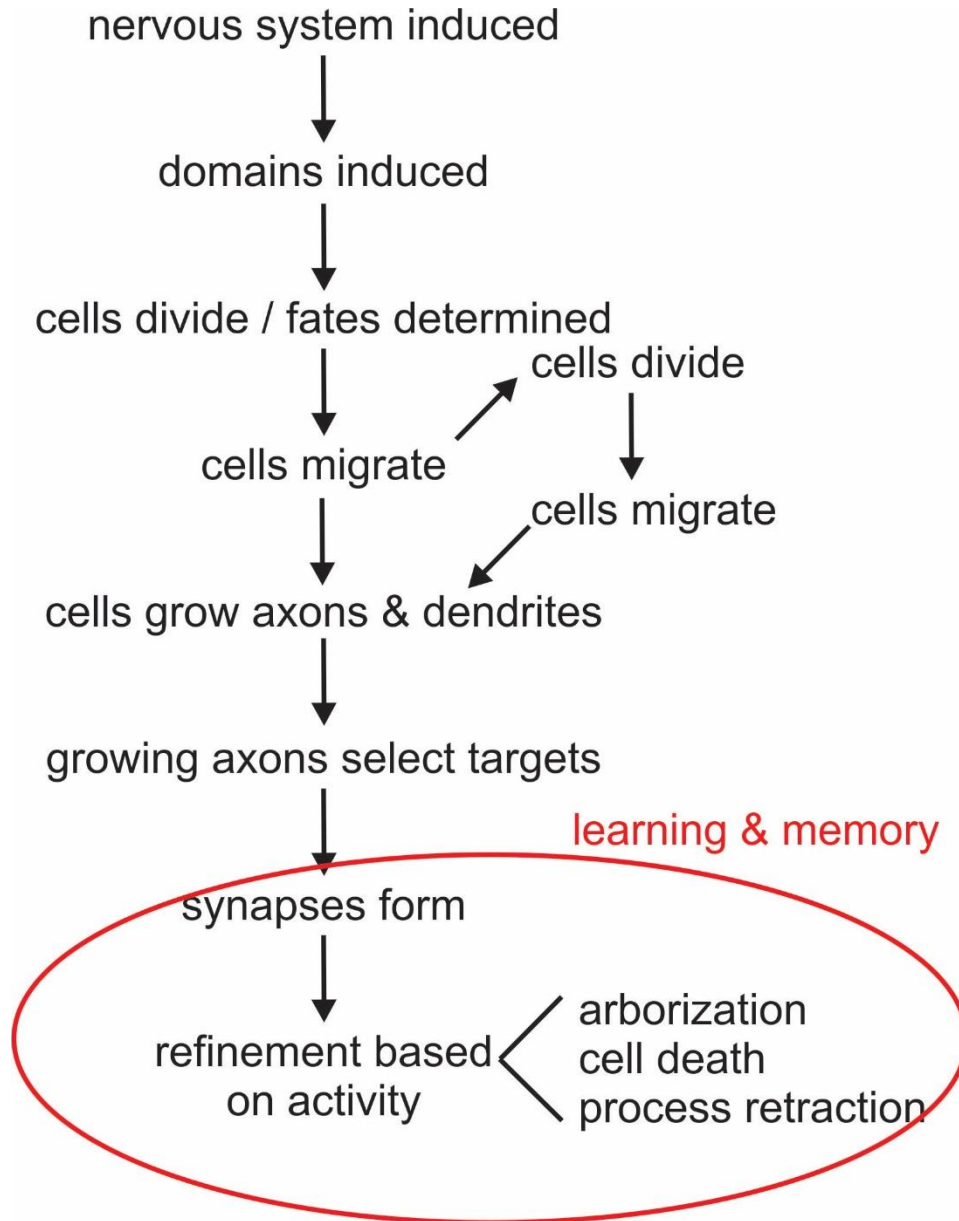 nervous system induced
domains induced
cells divide / fates determined
cells divide
cells migrate
cells migrate
cells grow axons & dendrites
growing axons select targets
learning & memory
synapses form
refinement based
on activity
arborization
cell death
process retraction